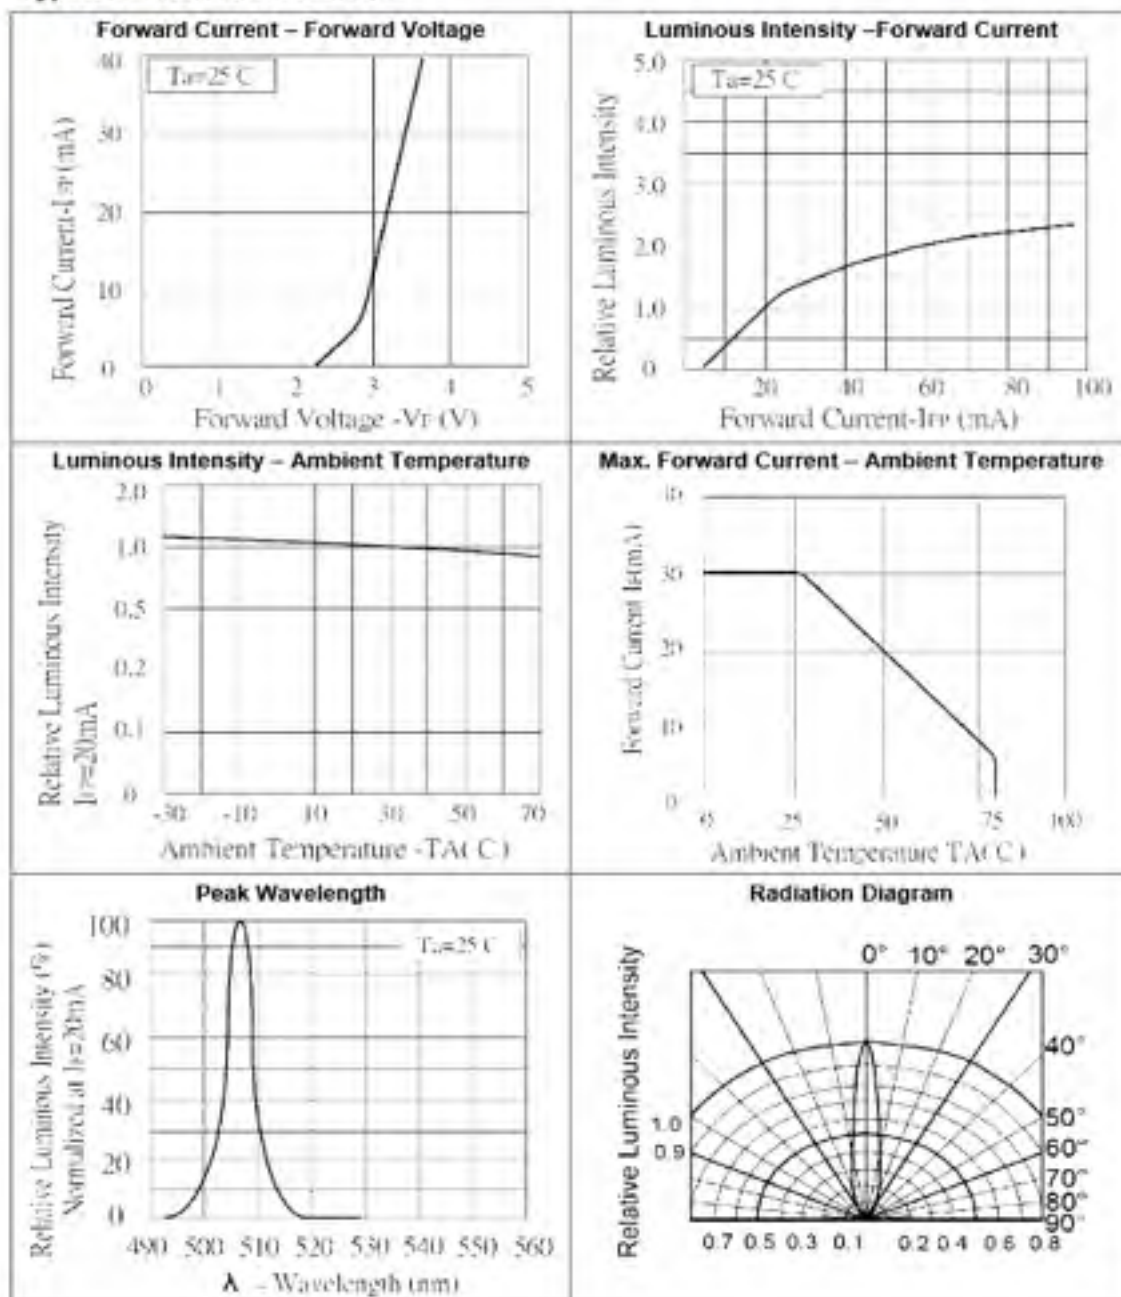 Forward Current – Forward Voltage
Ta=25 C
Forward Current-IFP (mA)
40
30
20
10
0
0 1 2 3 4 5
Forward Voltage -VF (V)
Luminous Intensity –Forward Current
Ta=25 C
Relative Luminous Intensity
5.0
4.0
3.0
2.0
1.0
0
20 40 60 80 100
Forward Current-IFP (mA)
Luminous Intensity – Ambient Temperature
Relative Luminous Intensity
IFP=20mA
2.0
1.0
0.5
0.2
0.1
0
-30 -10 10 30 50 70
Ambient Temperature -TA( C )
Max. Forward Current – Ambient Temperature
Forward Current IF(mA)
30
20
10
0
25 50 75 100
Ambient Temperature TA( C )
Peak Wavelength
Ta=25 C
Relative Luminous Intensity (%)
Normalized at IF=20mA
100
80
60
40
20
0
490 500 510 520 530 540 550 560
λ – Wavelength (nm)
Radiation Diagram
Relative Luminous Intensity
0° 10° 20° 30°
40°
50°
60°
70°
80°
90°
1.0
0.9
0.7 0.5 0.3 0.1 0.2 0.4 0.6 0.8